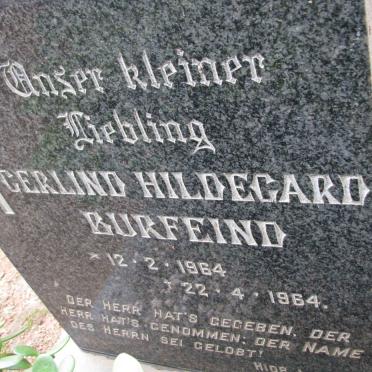 Unser kleiner
Liebling
GERLIND HILDEGARD
BURFEIND
* 12 · 2 · 1964
† 22 · 4 · 1964.
DER HERR HAT'S GEGEBEN, DER
HERR HAT'S GENOMMEN; DER NAME
DES HERRN SEI GELOBT!
HIOB